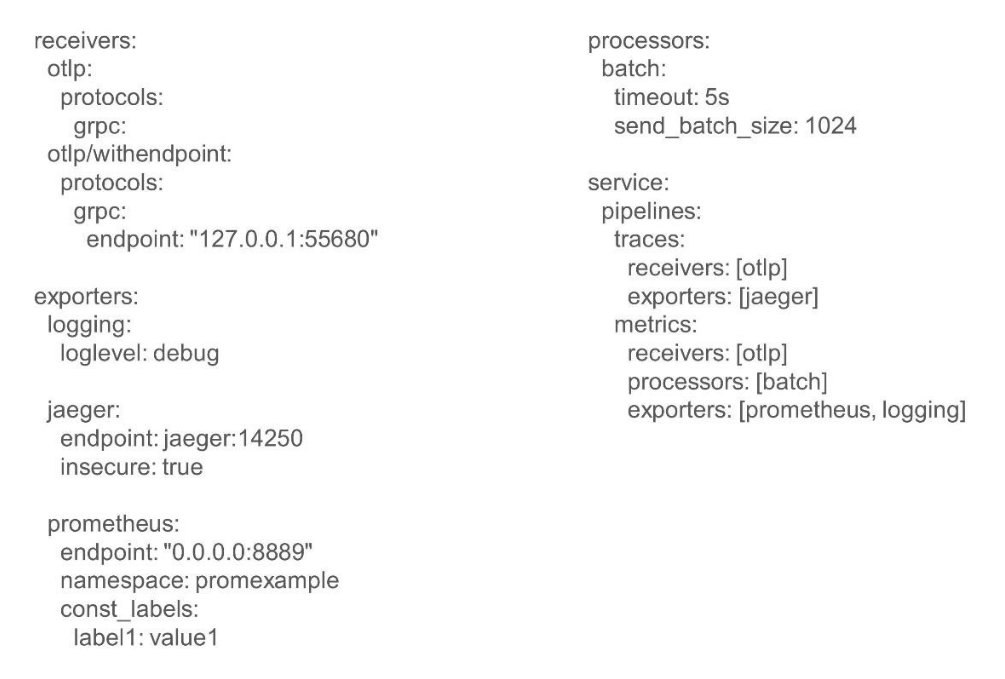 receivers:
  otlp:
    protocols:
      grpc:
  otlp/withendpoint:
    protocols:
      grpc:
        endpoint: "127.0.0.1:55680"

exporters:
  logging:
    loglevel: debug

  jaeger:
    endpoint: jaeger:14250
    insecure: true

  prometheus:
    endpoint: "0.0.0.0:8889"
    namespace: promexample
    const_labels:
      label1: value1

processors:
  batch:
    timeout: 5s
    send_batch_size: 1024

service:
  pipelines:
    traces:
      receivers: [otlp]
      exporters: [jaeger]
    metrics:
      receivers: [otlp]
      processors: [batch]
      exporters: [prometheus, logging]